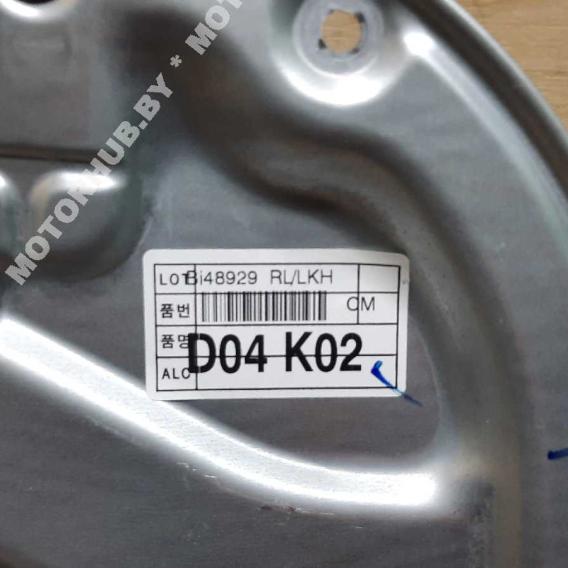 MOTORHUB.BY * MOT
LOT Bi48929 RL/LKH
품번 CM
품명 D04 K02
ALC